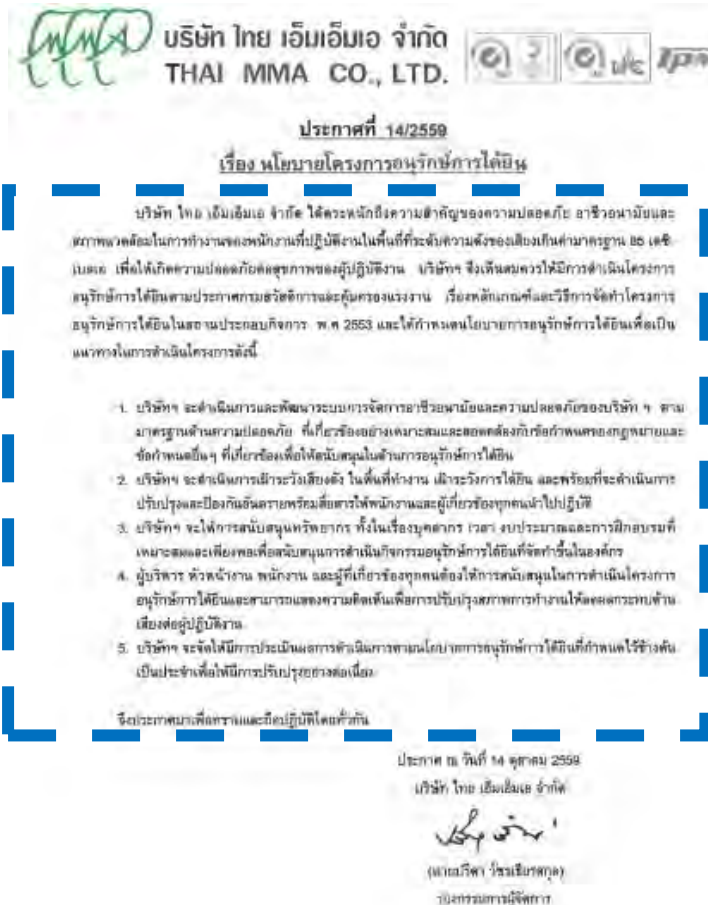 บริษัท ไทย เอ็มเอ็มเอ จำกัด
THAI MMA CO., LTD.
ประกาศที่ 14/2559
เรื่อง นโยบายโครงการอนุรักษ์การได้ยิน
บริษัท ไทย เอ็มเอ็มเอ จำกัด ได้ตระหนักถึงความสำคัญของความปลอดภัย อาชีวอนามัยและ
สภาพแวดล้อมในการทำงานของพนักงานที่ปฏิบัติงานในพื้นที่ที่ระดับความดังของเสียงเกินค่ามาตรฐาน 85 เดซิ
เบลเอ เพื่อให้เกิดความปลอดภัยต่อสุขภาพของผู้ปฏิบัติงาน บริษัทฯ จึงเห็นสมควรให้มีการดำเนินโครงการ
อนุรักษ์การได้ยินตามประกาศกรมสวัสดิการและคุ้มครองแรงงาน เรื่องหลักเกณฑ์และวิธีการจัดทำโครงการ
อนุรักษ์การได้ยินในสถานประกอบกิจการ พ.ศ 2553 และได้กำหนดนโยบายการอนุรักษ์การได้ยินเพื่อเป็น
แนวทางในการดำเนินโครงการดังนี้
1. บริษัทฯ จะดำเนินการและพัฒนาระบบการจัดการอาชีวอนามัยและความปลอดภัยของบริษัท ฯ ตาม
มาตรฐานด้านความปลอดภัย ที่เกี่ยวข้องอย่างเหมาะสมและสอดคล้องกับข้อกำหนดของกฎหมายและ
ข้อกำหนดอื่นๆ ที่เกี่ยวข้องเพื่อให้สนับสนุนในด้านการอนุรักษ์การได้ยิน
2. บริษัทฯ จะดำเนินการเฝ้าระวังเสียงดัง ในพื้นที่ทำงาน เฝ้าระวังการได้ยิน และพร้อมที่จะดำเนินการ
ปรับปรุงและป้องกันอันตรายพร้อมสื่อสารให้พนักงานและผู้เกี่ยวข้องทุกคนนำไปปฏิบัติ
3. บริษัทฯ จะให้การสนับสนุนทรัพยากร ทั้งในเรื่องบุคลากร เวลา งบประมาณและการฝึกอบรมที่
เหมาะสมและเพียงพอเพื่อสนับสนุนการดำเนินกิจกรรมอนุรักษ์การได้ยินที่จัดทำขึ้นในองค์กร
4. ผู้บริหาร หัวหน้างาน พนักงาน และผู้ที่เกี่ยวข้องทุกคนต้องให้การสนับสนุนในการดำเนินโครงการ
อนุรักษ์การได้ยินและสามารถแสดงความคิดเห็นเพื่อการปรับปรุงสภาพการทำงานให้ลดผลกระทบด้าน
เสียงต่อผู้ปฏิบัติงาน
5. บริษัทฯ จะจัดให้มีการประเมินผลการดำเนินการตามนโยบายการอนุรักษ์การได้ยินที่กำหนดไว้ข้างต้น
เป็นประจำเพื่อให้มีการปรับปรุงอย่างต่อเนื่อง
จึงประกาศมาเพื่อทราบและถือปฏิบัติโดยทั่วกัน
ประกาศ ณ วันที่ 14 ตุลาคม 2559
บริษัท ไทย เอ็มเอ็มเอ จำกัด
รองกรรมการผู้จัดการ